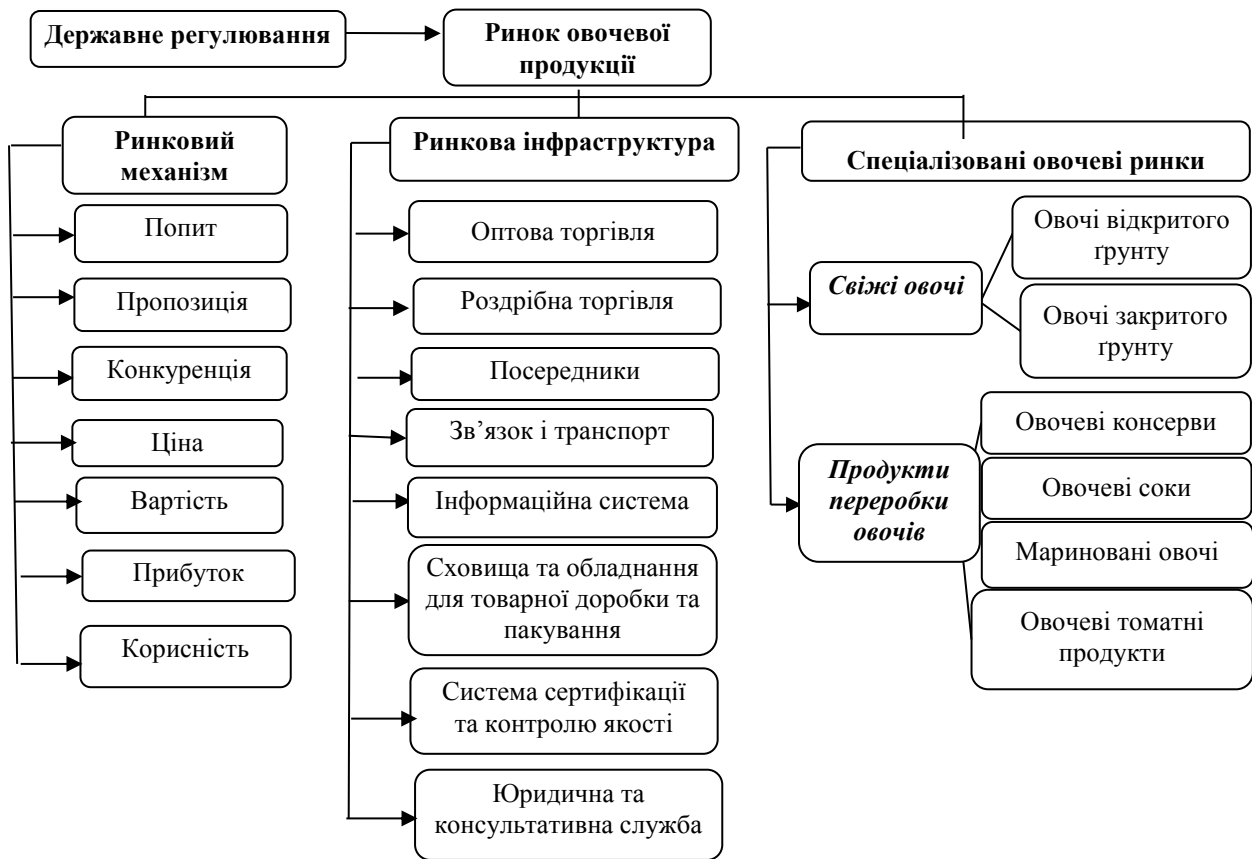 Державне регулювання
Ринок овочевої
продукції
Ринковий
механізм
Попит
Пропозиція
Конкуренція
Ціна
Вартість
Прибуток
Корисність
Ринкова інфраструктура
Оптова торгівля
Роздрібна торгівля
Посередники
Зв’язок і транспорт
Інформаційна система
Сховища та обладнання
для товарної доробки та
пакування
Система сертифікації
та контролю якості
Юридична та
консультативна служба
Спеціалізовані овочеві ринки
Свіжі овочі
Овочі відкритого
ґрунту
Овочі закритого
ґрунту
Продукти
переробки
овочів
Овочеві консерви
Овочеві соки
Мариновані овочі
Овочеві томатні
продукти